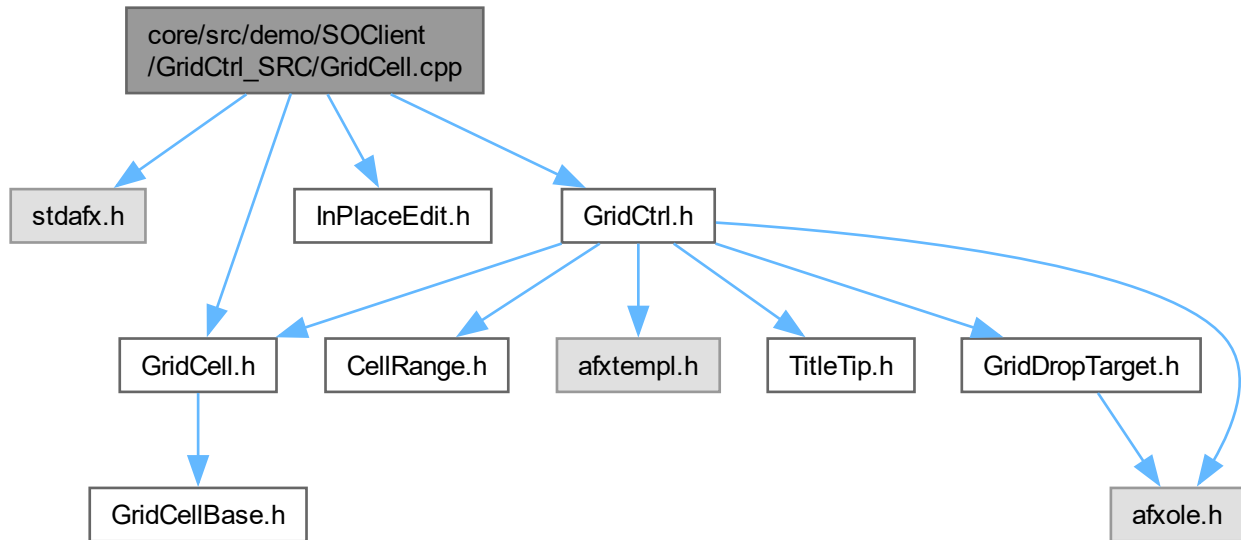 core/src/demo/SOClient
/GridCtrl_SRC/GridCell.cpp
stdafx.h
InPlaceEdit.h
GridCtrl.h
GridCell.h
CellRange.h
afxtempl.h
TitleTip.h
GridDropTarget.h
GridCellBase.h
afxole.h